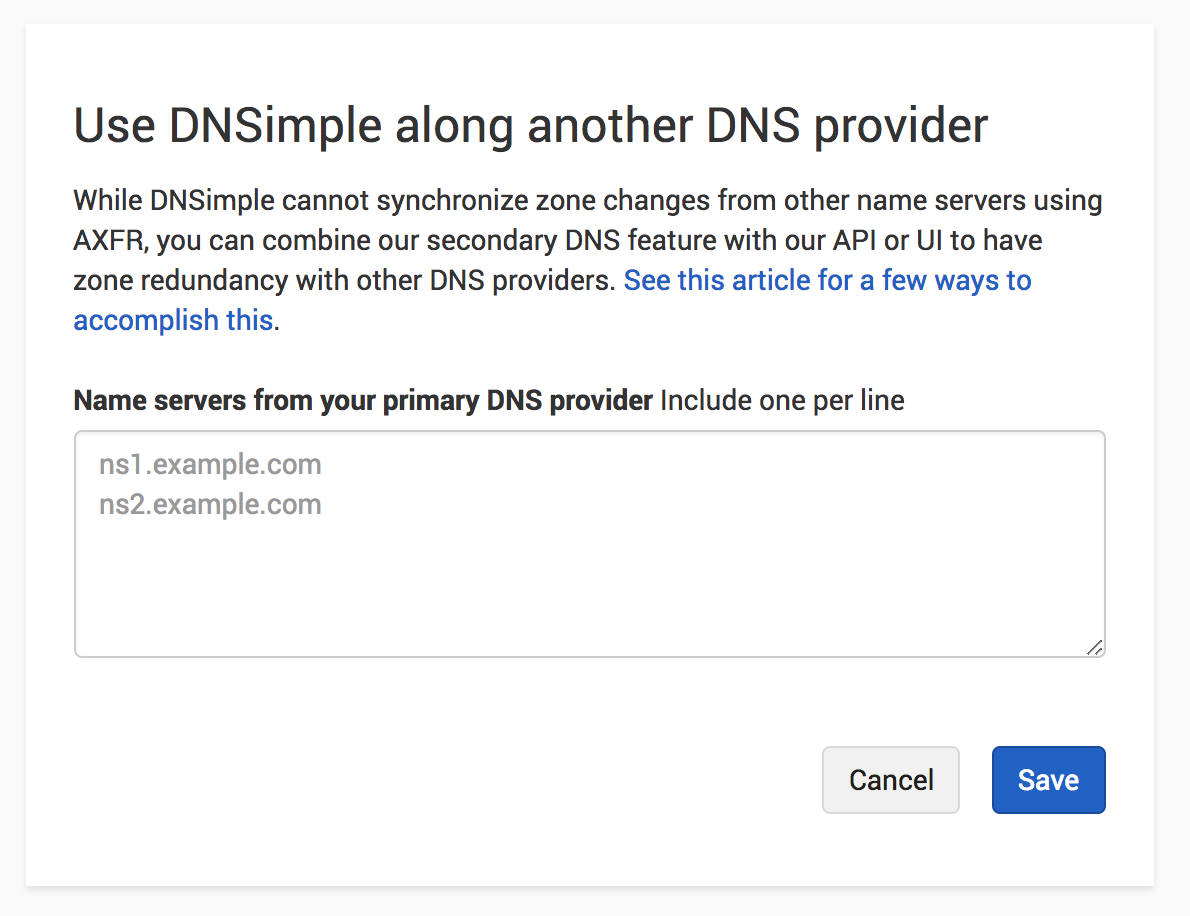 Use DNSimple along another DNS provider
While DNSimple cannot synchronize zone changes from other name servers using
AXFR, you can combine our secondary DNS feature with our API or UI to have
zone redundancy with other DNS providers. See this article for a few ways to
accomplish this.
Name servers from your primary DNS provider Include one per line
ns1.example.com
ns2.example.com
Cancel Save